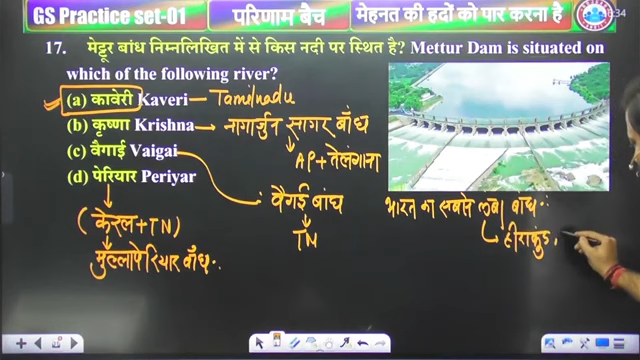 GS Practice set-01
परिणाम बैच
मेहनत की हदों को पार करना है
17. मेट्टूर बांध निम्नलिखित में से किस नदी पर स्थित है? Mettur Dam is situated on
which of the following river?
(a) कावेरी Kaveri – Tamilnadu
(b) कृष्णा Krishna → नागार्जुन सागर बाँध
AP+तेलंगाना
(c) वैगाई Vaigai
वैगई बाँध
TN
(d) पेरियार Periyar
(केरल+TN)
मुल्लापेरियार बाँध
भारत का सबसे लंबा बांध
हीराकुंड